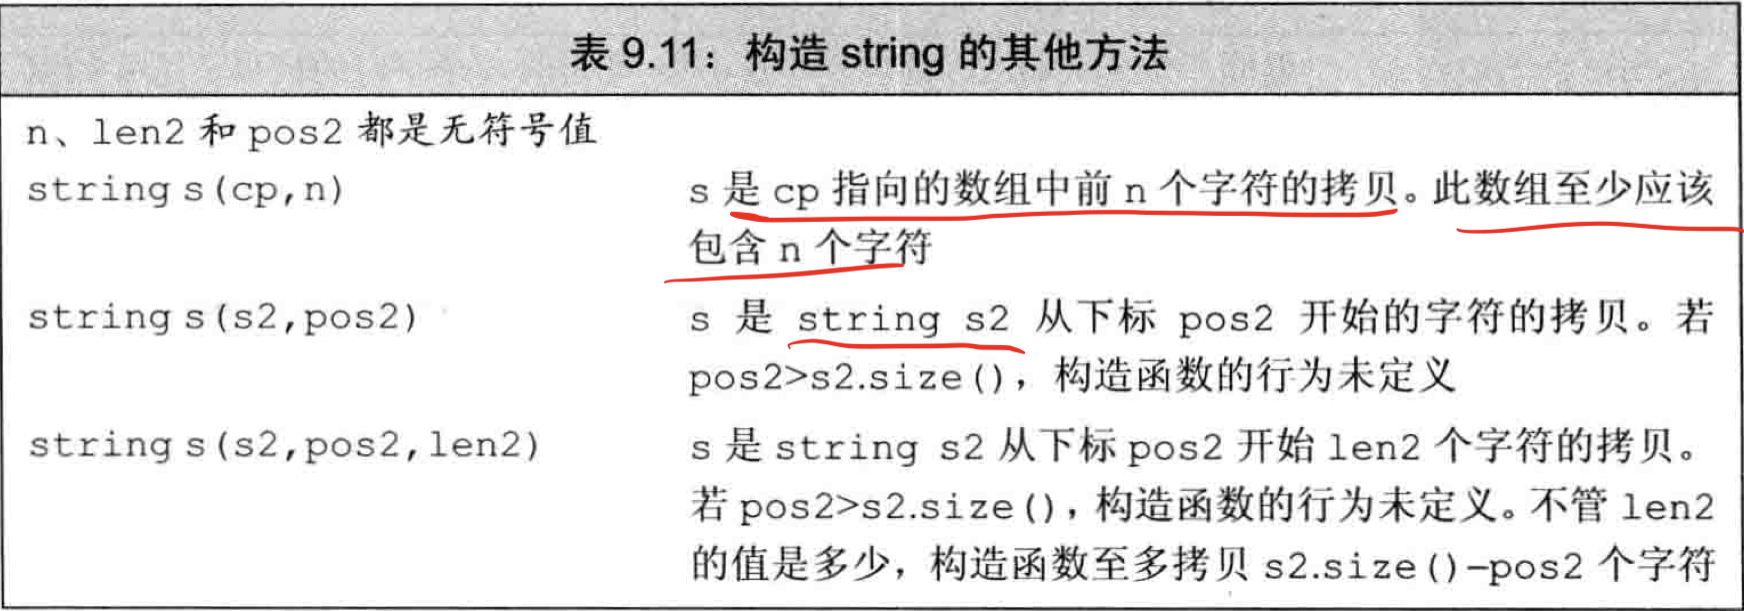 表 9.11：构造 string 的其他方法
n、len2 和 pos2 都是无符号值
string s(cp,n)
s 是 cp 指向的数组中前 n 个字符的拷贝。此数组至少应该
包含 n 个字符
string s(s2,pos2)
s 是 string s2 从下标 pos2 开始的字符的拷贝。若
pos2>s2.size()，构造函数的行为未定义
string s(s2,pos2,len2)
s 是 string s2 从下标 pos2 开始 len2 个字符的拷贝。
若 pos2>s2.size()，构造函数的行为未定义。不管 len2
的值是多少，构造函数至多拷贝 s2.size()-pos2 个字符